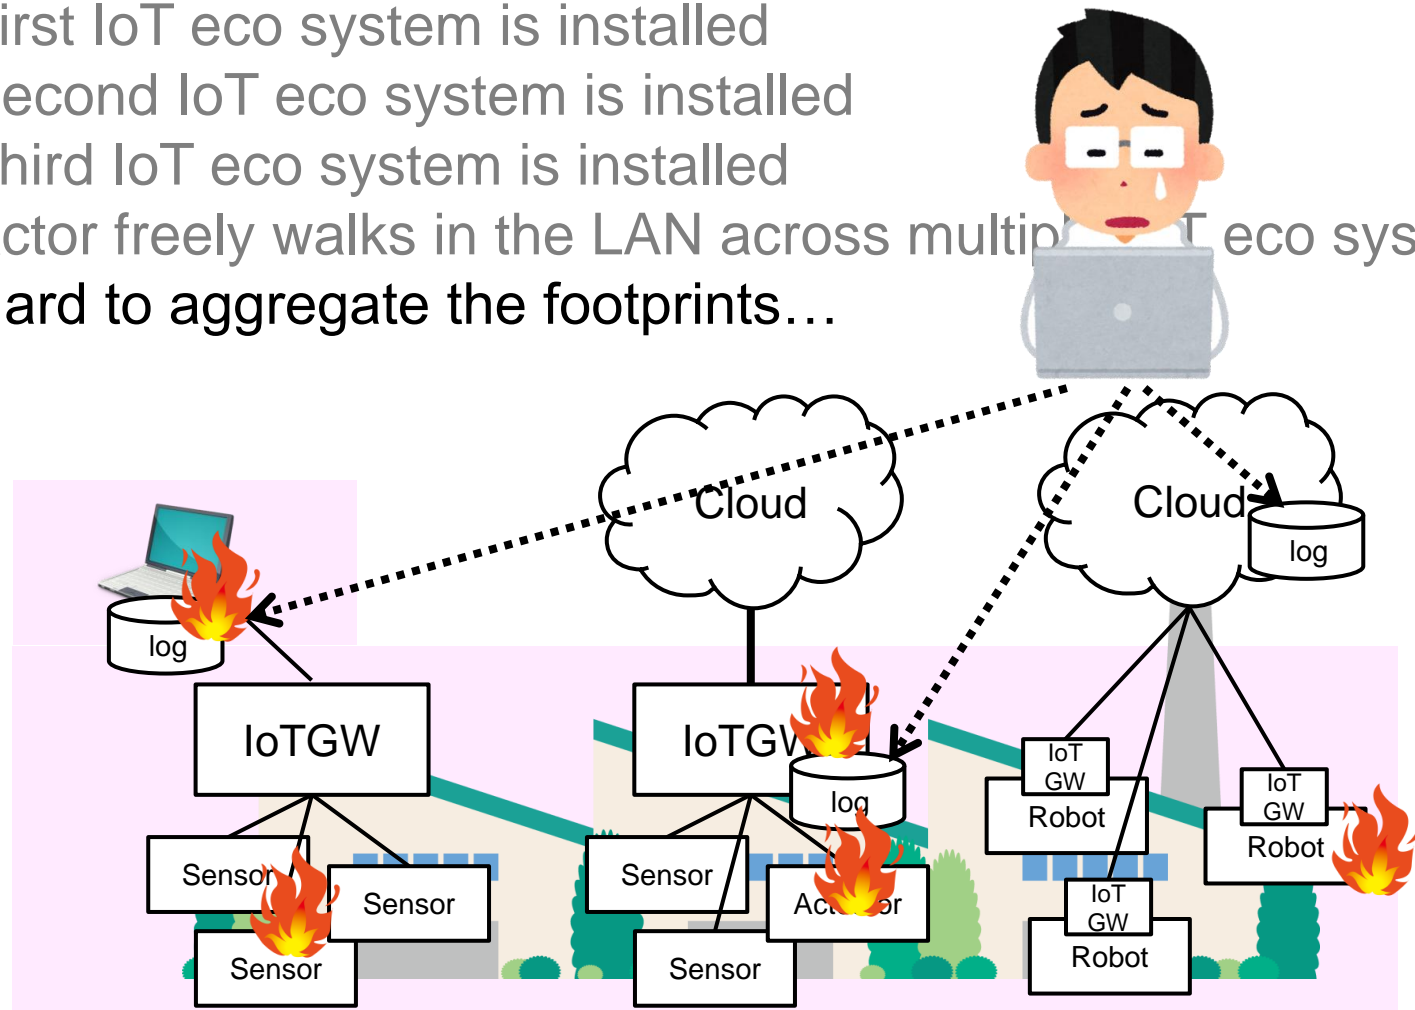 irst IoT eco system is installed
econd IoT eco system is installed
hird IoT eco system is installed
ctor freely walks in the LAN across multip T eco sys
ard to aggregate the footprints…
Cloud
Cloud
log
log
IoTGW
IoTGW
log
IoT
GW
Robot
IoT
GW
Robot
Sensor
Sensor
Sensor
Sensor
Actuator
Sensor
IoT
GW
Robot